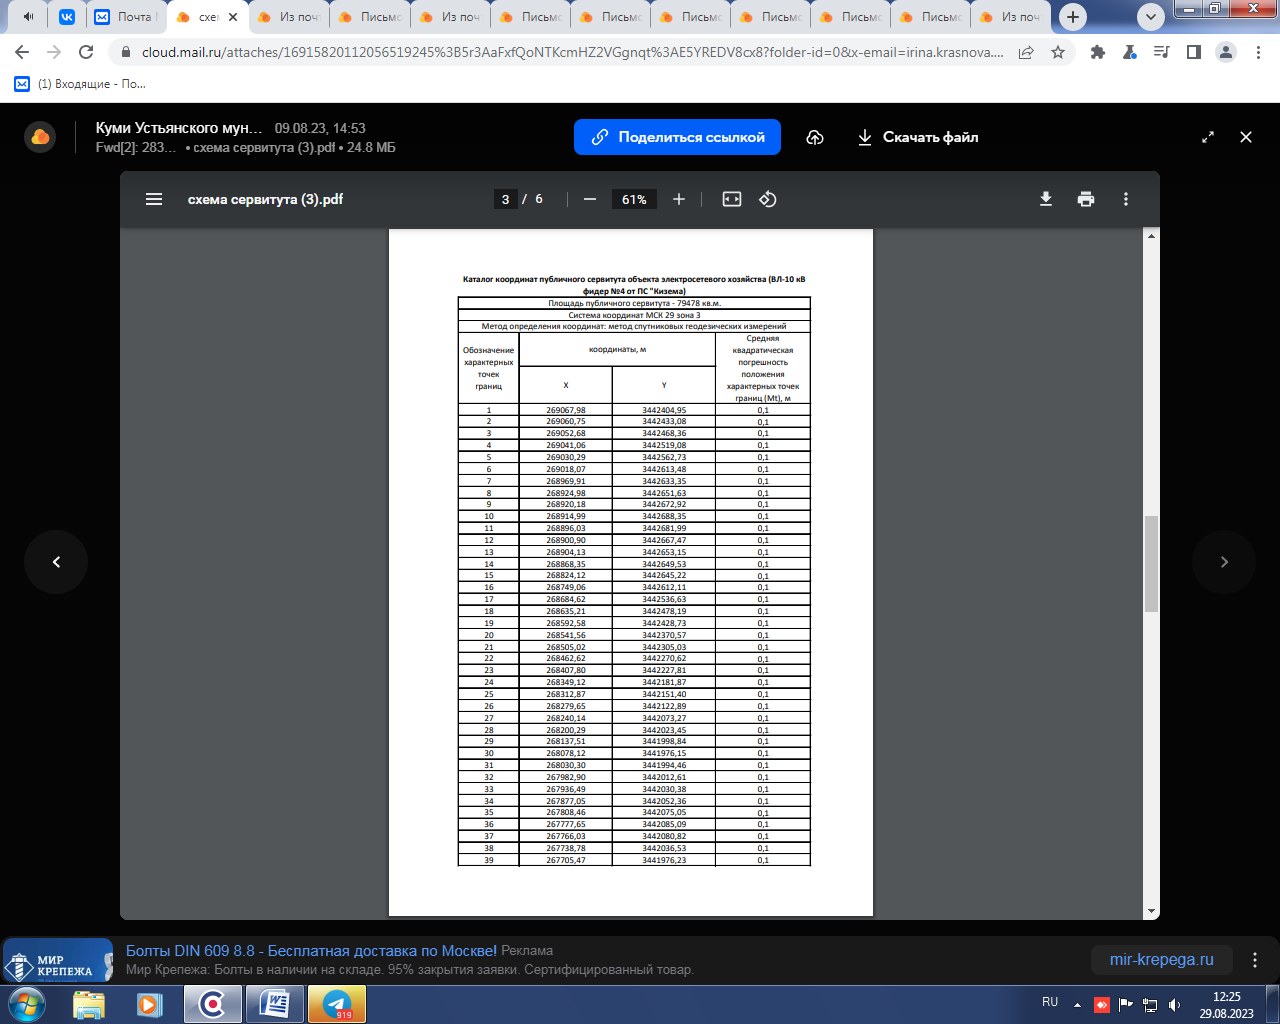 Почта М
схе
Из почт
Письмо
Из почт
Письмо
Письмо
Письмо
Письмо
Письмо
Письмо
Из почт
cloud.mail.ru/attaches/16915820112056519245%3B5r3AaFxfQoNTKcmHZ2VGgnqt%3AE5YREDV8cx8?folder-id=0&x-email=irina.krasnova....
(1) Входящие - По...
Куми Устьянского мун... 09.08.23, 14:53
Fwd[2]: 283... • схема сервитута (3).pdf • 24.8 МБ
Поделиться ссылкой
Скачать файл
схема сервитута (3).pdf
3 / 6
61%
Каталог координат публичного сервитута объекта электросетевого хозяйства (ВЛ-10 кВ
фидер №4 от ПС "Кизема)
Площадь публичного сервитута - 79478 кв.м.
Система координат МСК 29 зона 3
Метод определения координат: метод спутниковых геодезических измерений
Обозначение характерных точек границ
координаты, м
X
Y
Средняя квадратическая погрешность положения характерных точек границ (Mt), м
1 269067,98 3442404,95 0,1
2 269060,75 3442433,08 0,1
3 269052,68 3442468,36 0,1
4 269041,06 3442519,08 0,1
5 269030,29 3442562,73 0,1
6 269018,07 3442613,48 0,1
7 268969,91 3442633,35 0,1
8 268924,98 3442651,63 0,1
9 268920,18 3442672,92 0,1
10 268914,99 3442688,35 0,1
11 268896,03 3442681,99 0,1
12 268900,90 3442667,47 0,1
13 268904,13 3442653,15 0,1
14 268868,35 3442649,53 0,1
15 268824,12 3442645,22 0,1
16 268749,06 3442612,11 0,1
17 268684,62 3442536,63 0,1
18 268635,21 3442478,19 0,1
19 268592,58 3442428,73 0,1
20 268541,56 3442370,57 0,1
21 268505,02 3442305,03 0,1
22 268462,62 3442270,62 0,1
23 268407,80 3442227,81 0,1
24 268349,12 3442181,87 0,1
25 268312,87 3442151,40 0,1
26 268279,65 3442122,89 0,1
27 268240,14 3442073,27 0,1
28 268200,29 3442023,45 0,1
29 268137,51 3441998,84 0,1
30 268078,12 3441976,15 0,1
31 268030,30 3441994,46 0,1
32 267982,90 3442012,61 0,1
33 267936,49 3442030,38 0,1
34 267877,05 3442052,36 0,1
35 267808,46 3442075,05 0,1
36 267777,65 3442085,09 0,1
37 267766,03 3442080,82 0,1
38 267738,78 3442036,53 0,1
39 267705,47 3441976,23 0,1
МИР КРЕПЕЖА
Болты DIN 609 8.8 - Бесплатная доставка по Москве! Реклама
Мир Крепежа: Болты в наличии на складе. 95% закрытия заявки. Сертифицированный товар.
mir-krepega.ru
919
RU
12:25
29.08.2023